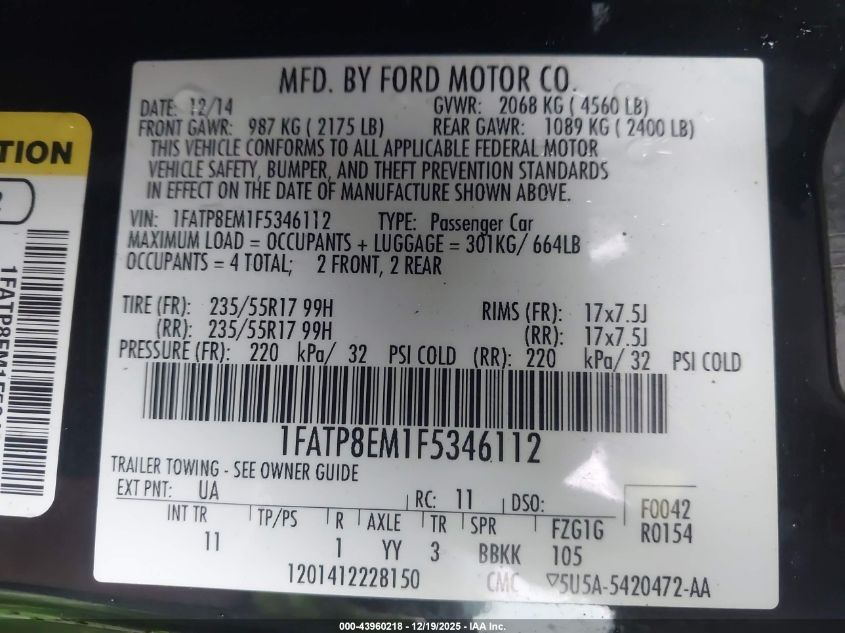 MFD. BY FORD MOTOR CO.
DATE: 12/14 GVWR: 2068 KG ( 4560 LB)
FRONT GAWR: 987 KG ( 2175 LB) REAR GAWR: 1089 KG ( 2400 LB)
THIS VEHICLE CONFORMS TO ALL APPLICABLE FEDERAL MOTOR
VEHICLE SAFETY, BUMPER, AND THEFT PREVENTION STANDARDS
IN EFFECT ON THE DATE OF MANUFACTURE SHOWN ABOVE.
VIN: 1FATP8EM1F5346112 TYPE: Passenger Car
MAXIMUM LOAD = OCCUPANTS + LUGGAGE = 301KG/ 664LB
OCCUPANTS = 4 TOTAL; 2 FRONT, 2 REAR
TIRE (FR): 235/55R17 99H RIMS (FR): 17x7.5J
(RR): 235/55R17 99H (RR): 17x7.5J
PRESSURE (FR): 220 kPa/ 32 PSI COLD (RR): 220 kPa/ 32 PSI COLD
1FATP8EM1F5346112
TRAILER TOWING - SEE OWNER GUIDE
EXT PNT: UA RC: 11 DSO: F0042
INT TR TP/PS R AXLE TR SPR FZG1G R0154
11 1 YY 3 BBKK 105
1201412228150 CMC 5U5A-5420472-AA
TION
2
000-43960218 - 12/19/2025 - IAA Inc.